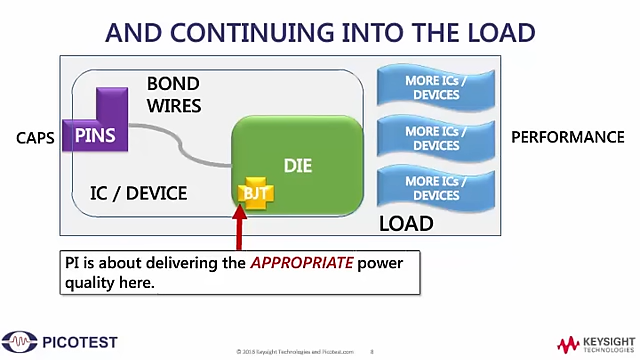 AND CONTINUING INTO THE LOAD
BOND
WIRES
CAPS
PINS
DIE
BJT
IC / DEVICE
MORE ICs /
DEVICES
MORE ICs /
DEVICES
MORE ICs /
DEVICES
PERFORMANCE
LOAD
PI is about delivering the APPROPRIATE power
quality here.
PICOTEST
© 2018 Keysight Technologies and Picotest.com
8
KEYSIGHT
TECHNOLOGIES